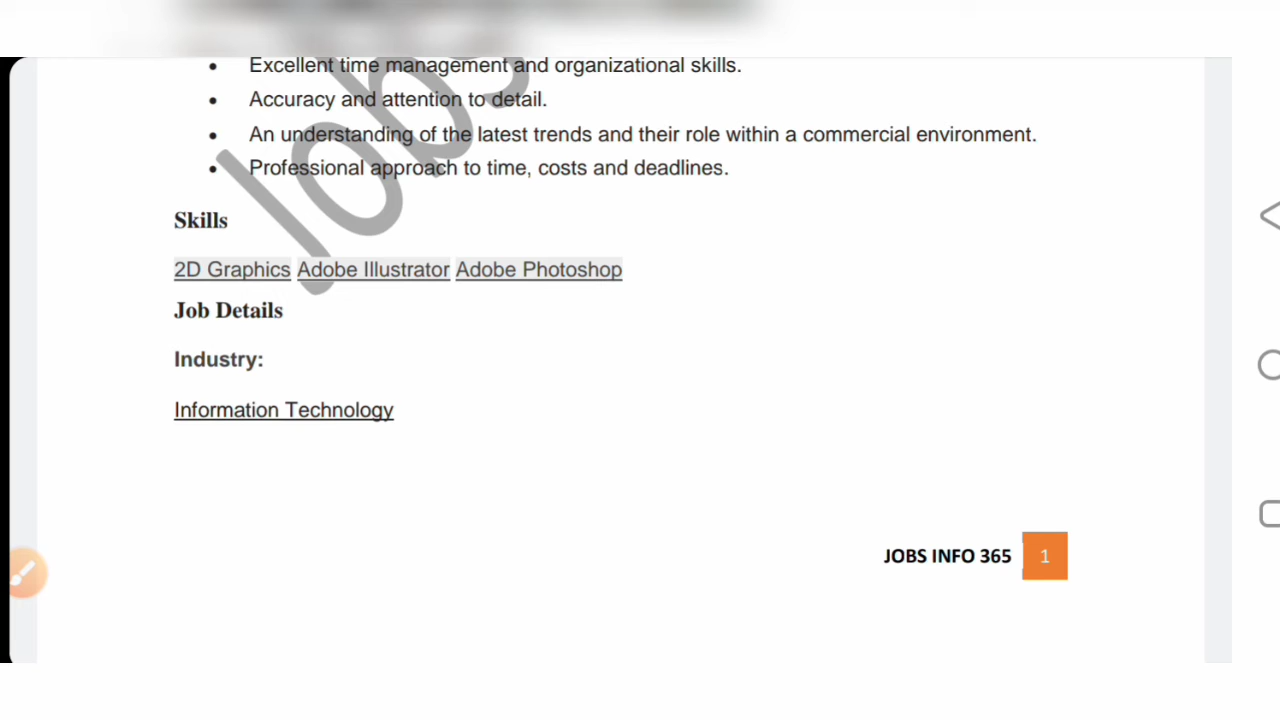 Excellent time management and organizational skills.
Accuracy and attention to detail.
An understanding of the latest trends and their role within a commercial environment.
Professional approach to time, costs and deadlines.
Skills
2D Graphics Adobe Illustrator Adobe Photoshop
Job Details
Industry:
Information Technology
JOBS INFO 365 1
Jobs